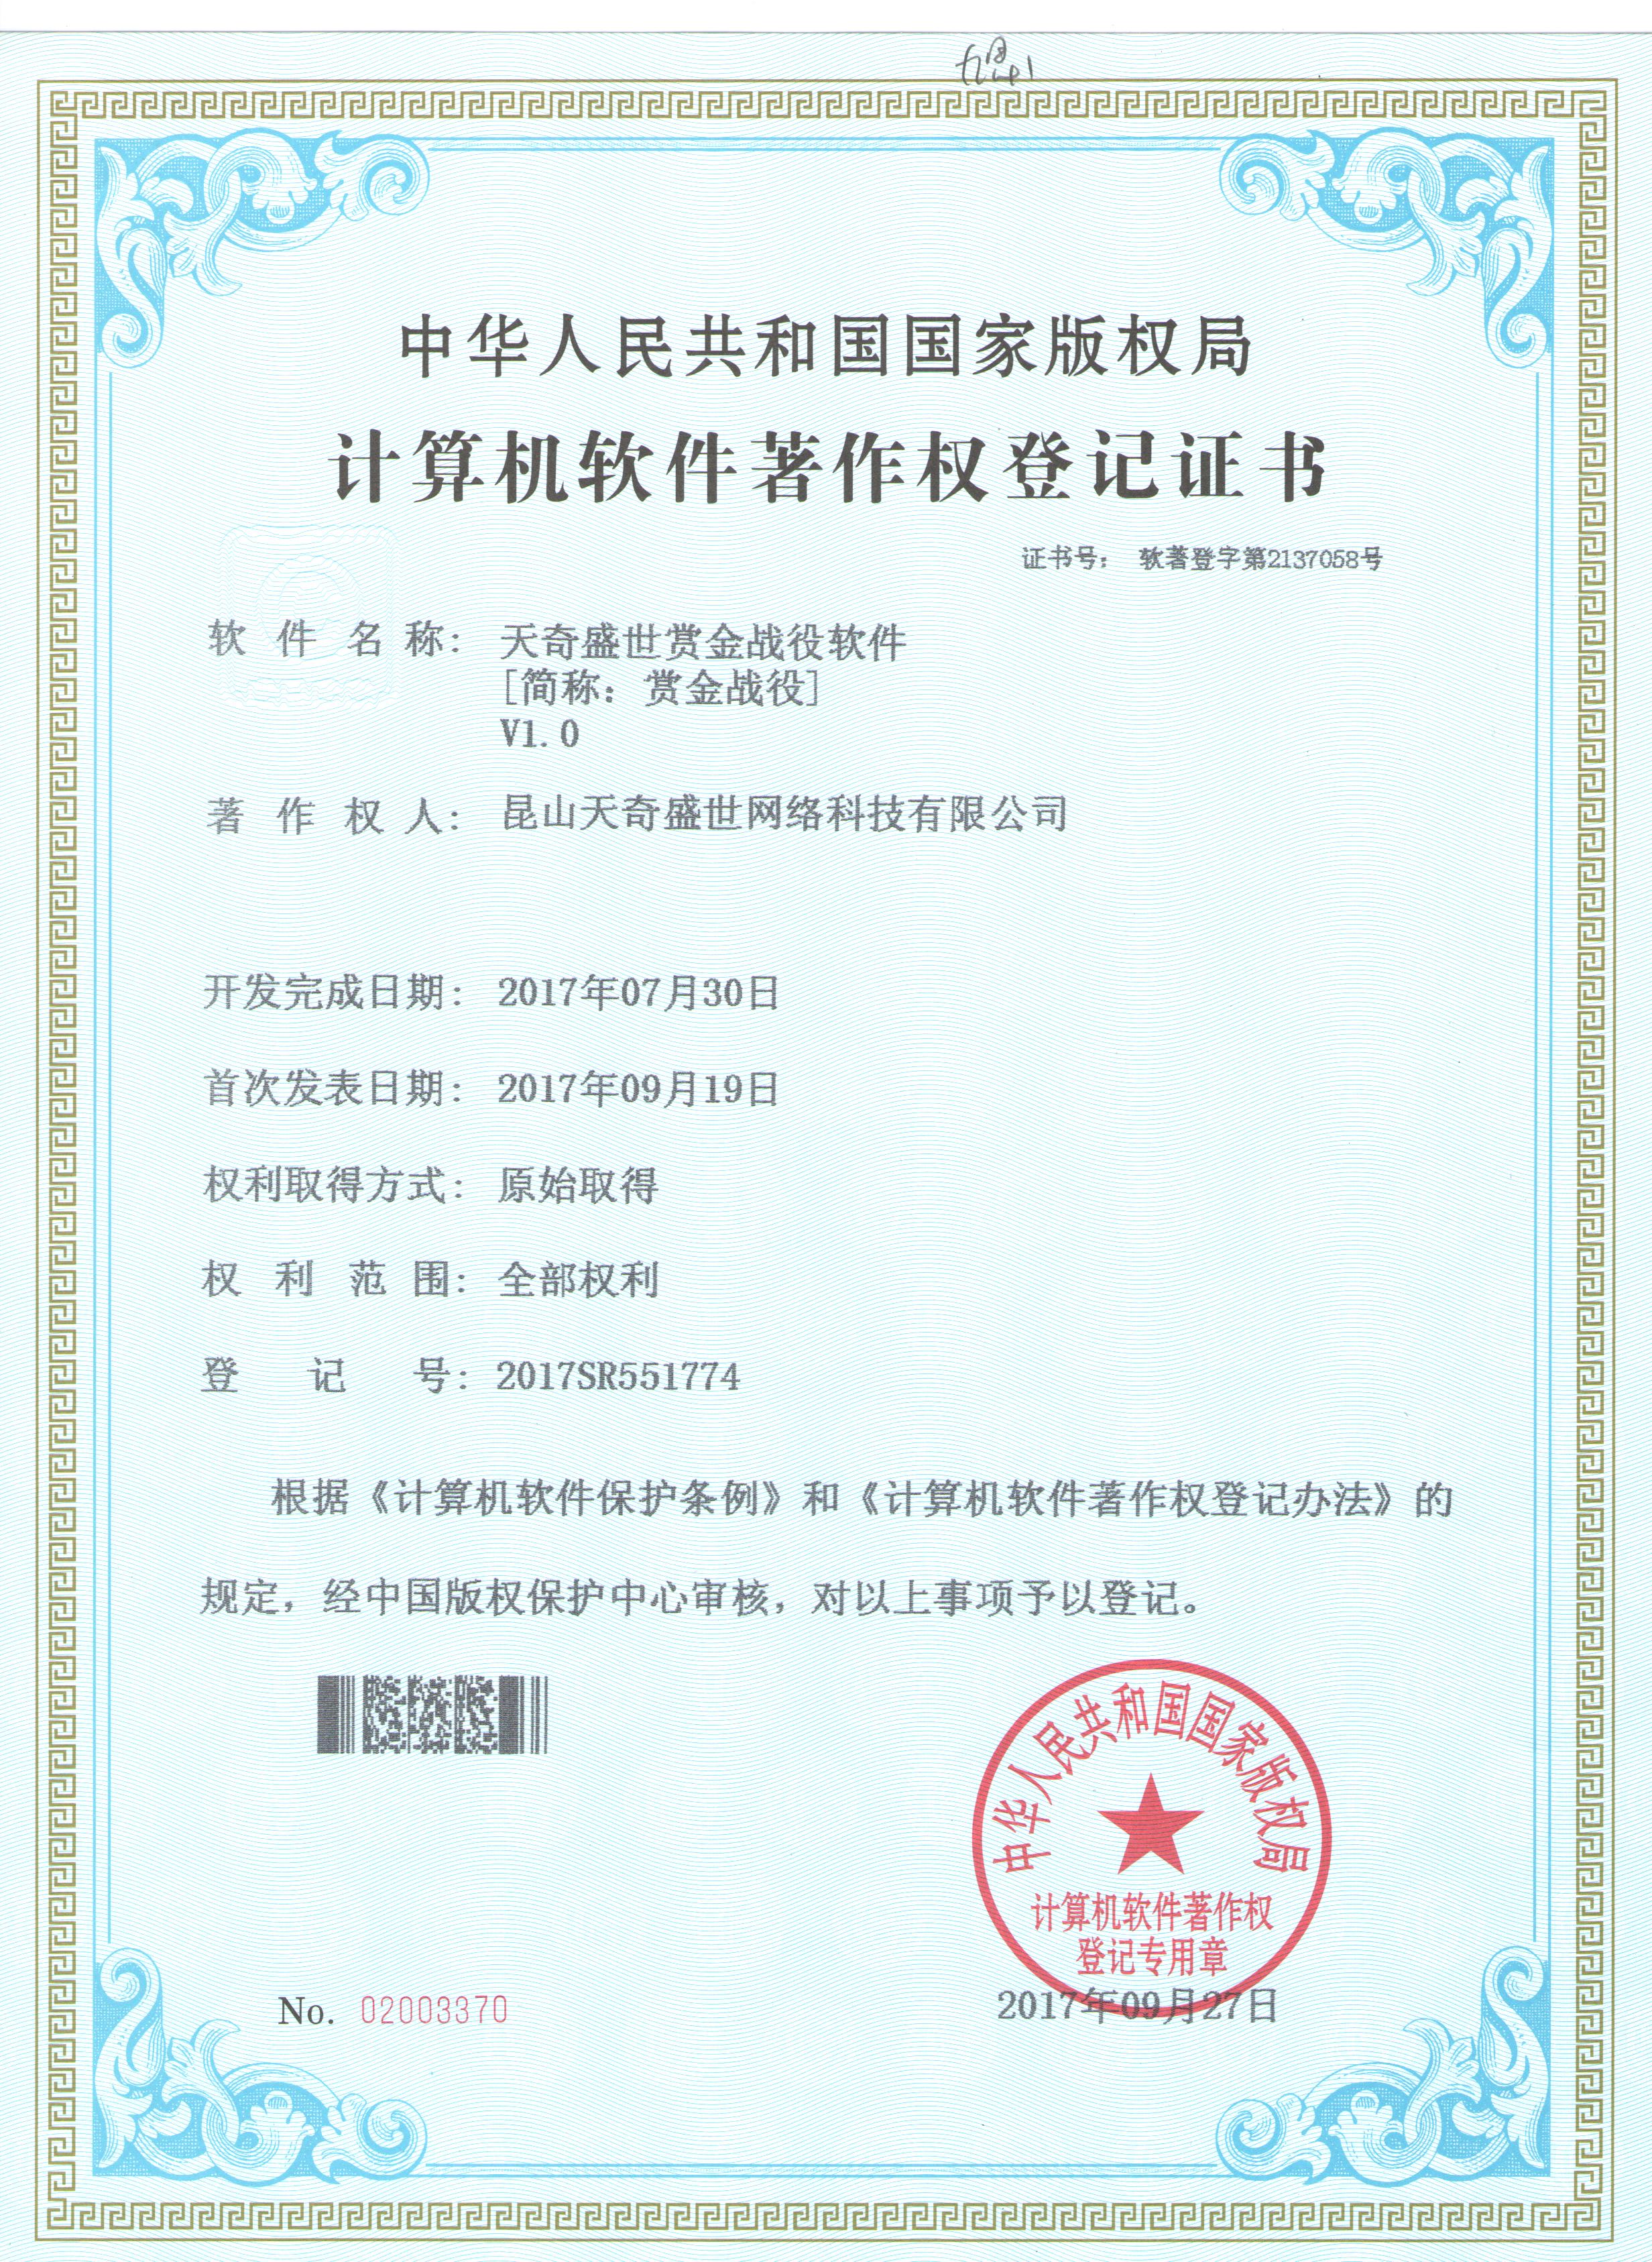 中华人民共和国国家版权局
计算机软件著作权登记证书
证书号： 软著登字第2137058号
软件名称： 天奇盛世赏金战役软件
[简称：赏金战役]
V1.0
著作权人： 昆山天奇盛世网络科技有限公司
开发完成日期： 2017年07月30日
首次发表日期： 2017年09月19日
权利取得方式： 原始取得
权利范围： 全部权利
登记号： 2017SR551774
根据《计算机软件保护条例》和《计算机软件著作权登记办法》的
规定，经中国版权保护中心审核，对以上事项予以登记。
中华人民共和国国家版权局
计算机软件著作权
登记专用章
No. 02003370
2017年09月27日